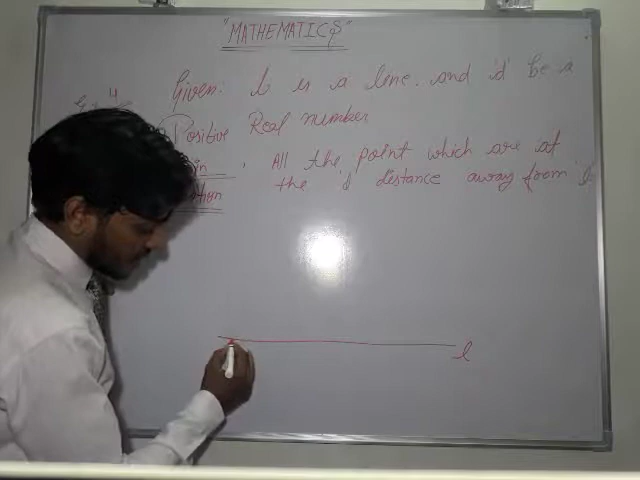 "MATHEMATICS"
Given: l is a line. and 'd' be a
Positive Real number
All the point which are at
the 'd' distance away from 'l'
l